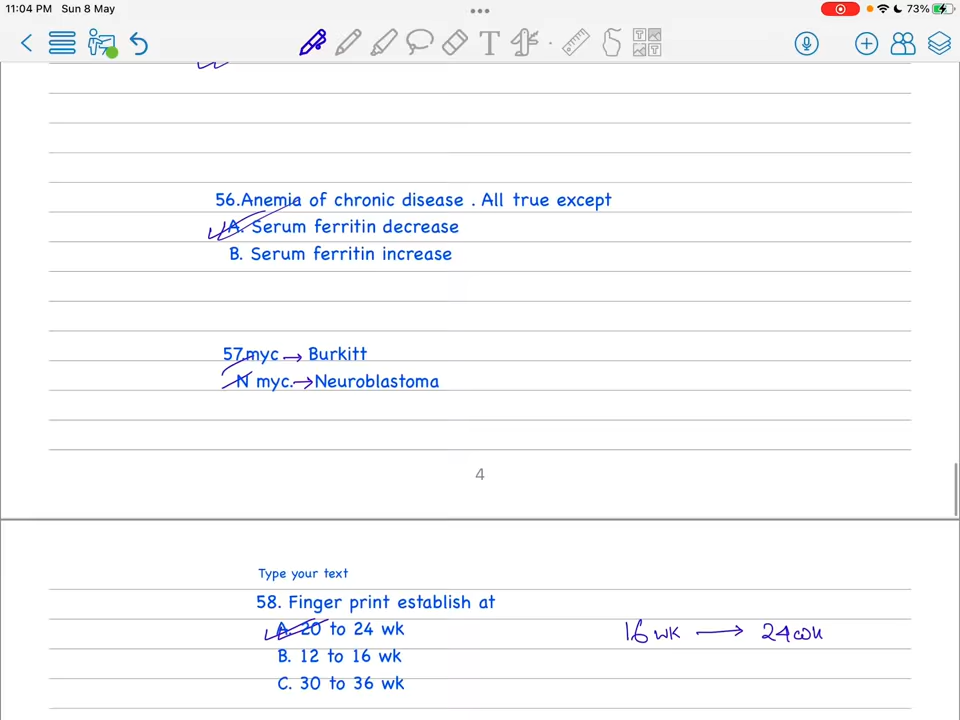 11:04 PM Sun 8 May
73%
56.Anemia of chronic disease . All true except
A. Serum ferritin decrease
B. Serum ferritin increase
57.myc → Burkitt
N myc. → Neuroblastoma
4
Type your text
58. Finger print establish at
A. 20 to 24 wk
16 wk → 24 wk
B. 12 to 16 wk
C. 30 to 36 wk